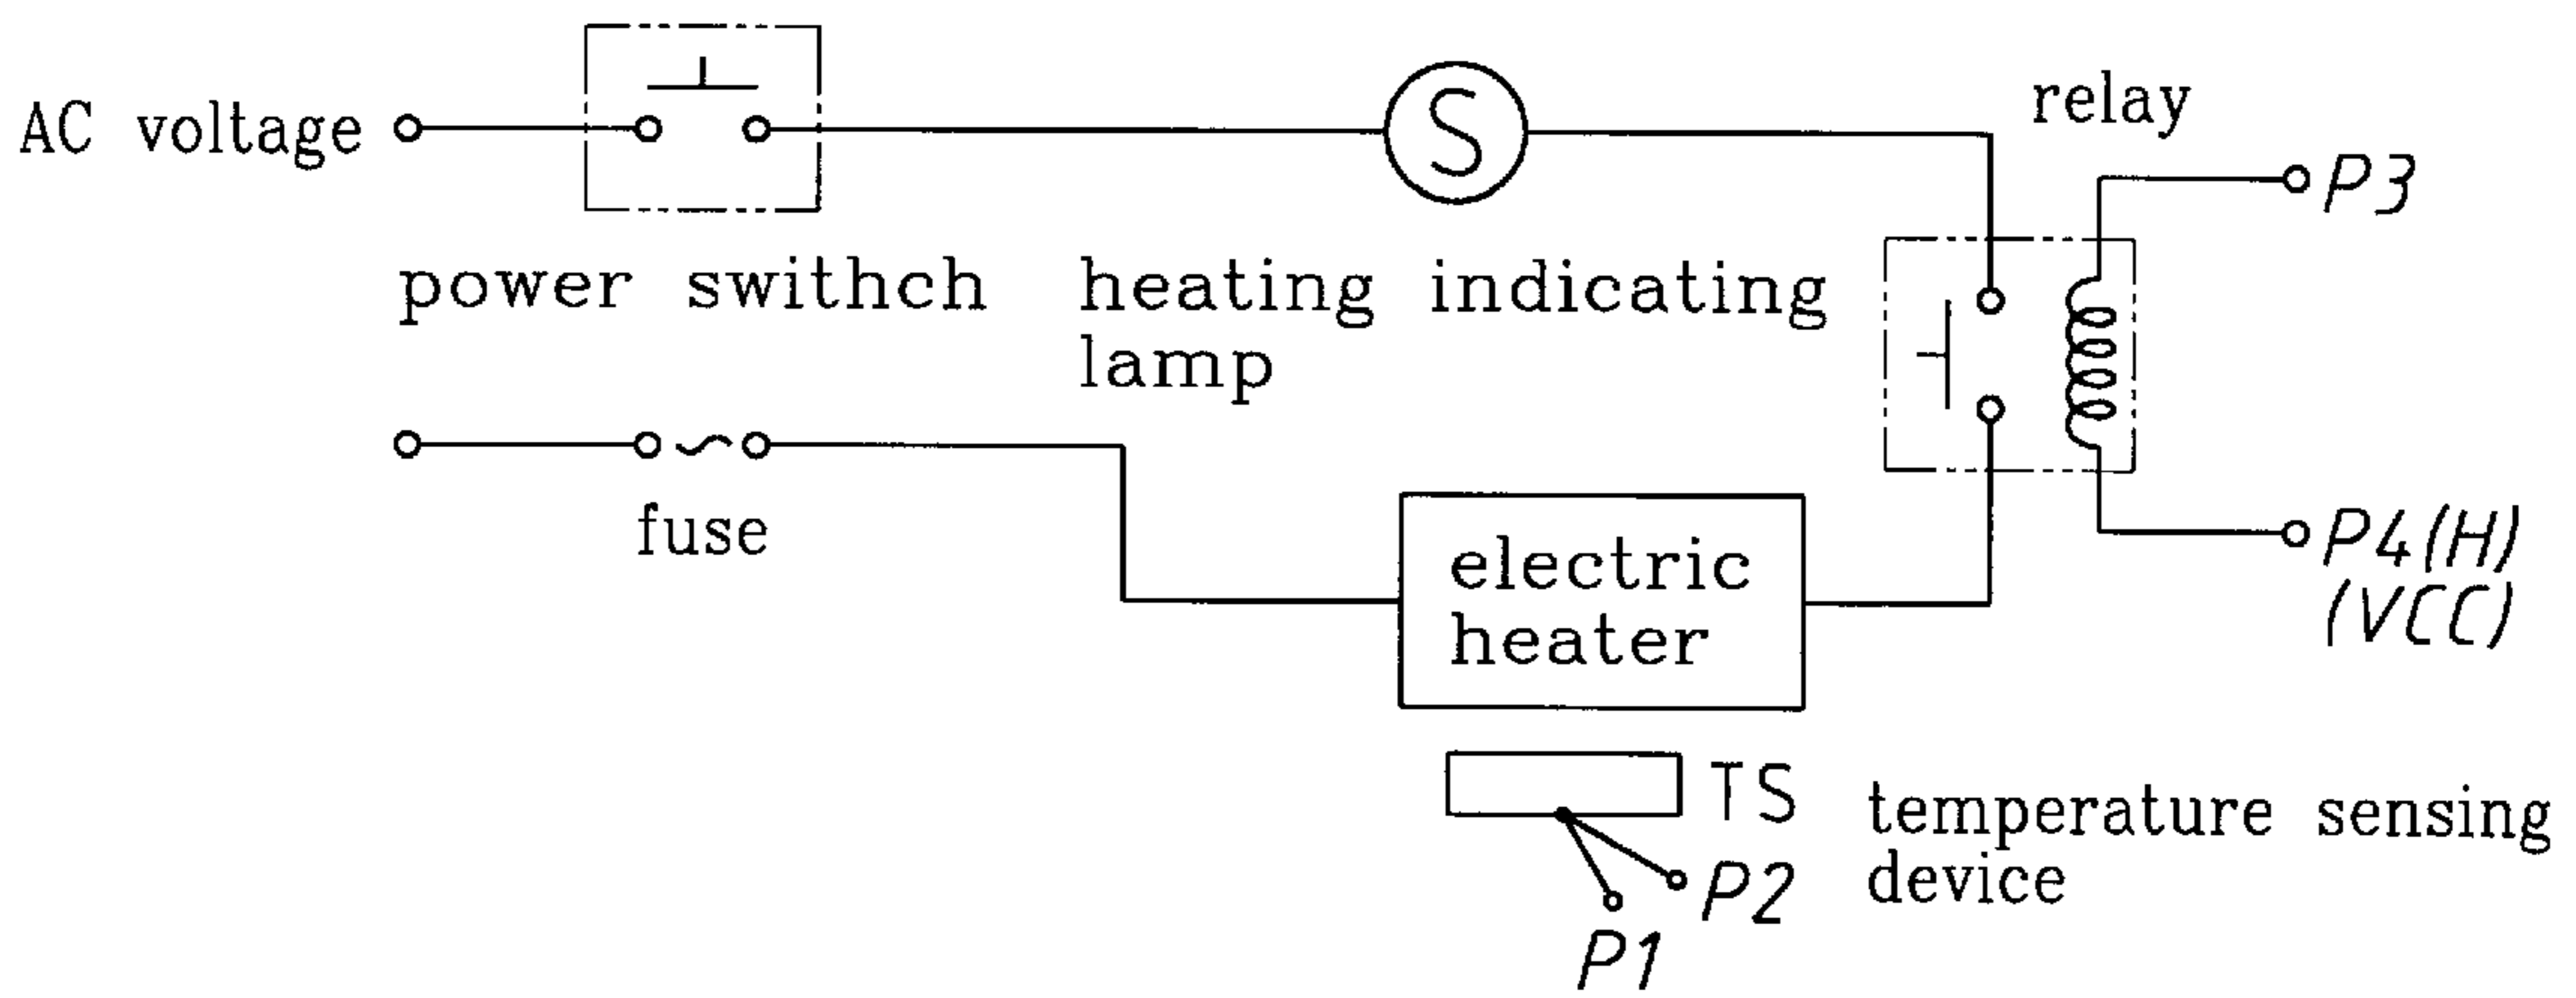 relay
AC voltage
S
P3
power swithch
heating indicating
lamp
fuse
electric
heater
P4(H)
(VCC)
TS
temperature sensing
device
P2
P1